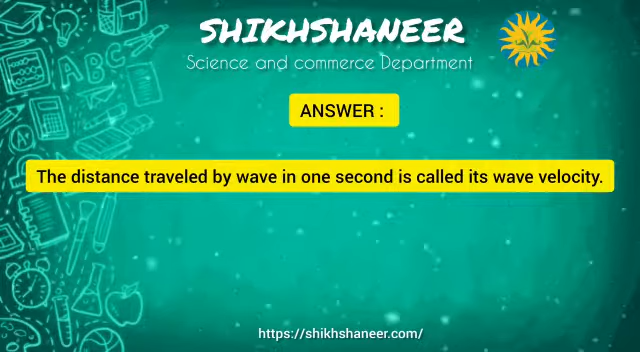 SHIKHSHANEER
Science and commerce Department
ANSWER :
The distance traveled by wave in one second is called its wave velocity.
ABC
A
https://shikhshaneer.com/